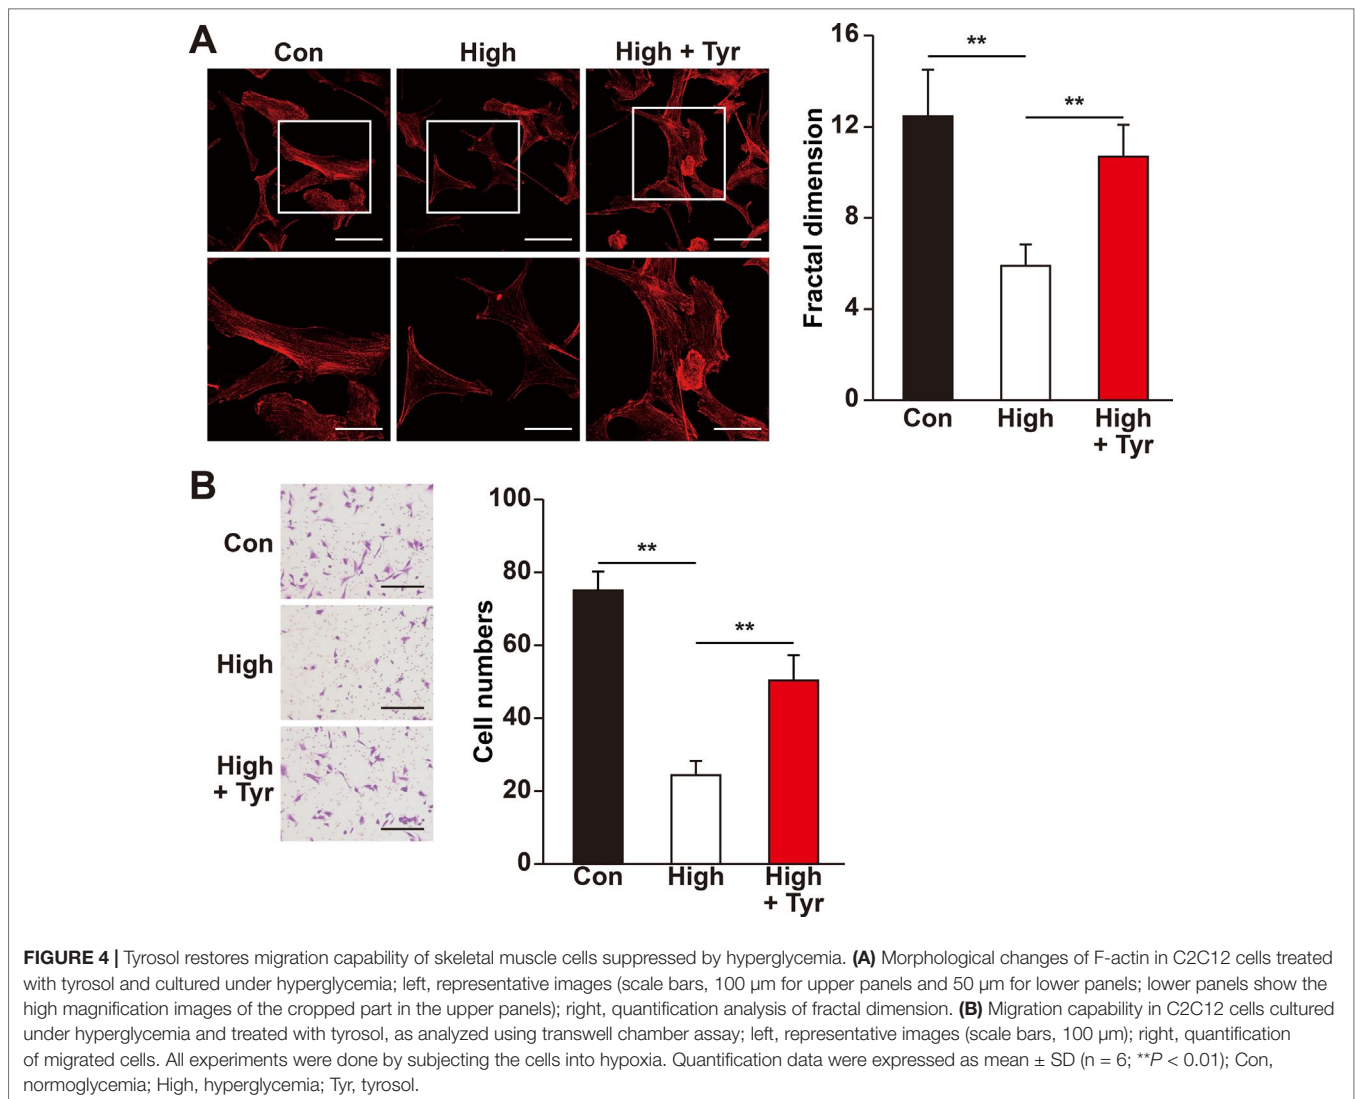 A
Con
High
High + Tyr
16
12
8
4
0
Fractal dimension
**
**
Con
High
High
+ Tyr
B
Con
High
High
+ Tyr
100
80
60
40
20
0
Cell numbers
**
**
Con
High
High
+ Tyr
FIGURE 4 | Tyrosol restores migration capability of skeletal muscle cells suppressed by hyperglycemia. (A) Morphological changes of F-actin in C2C12 cells treated
with tyrosol and cultured under hyperglycemia; left, representative images (scale bars, 100 μm for upper panels and 50 μm for lower panels; lower panels show the
high magnification images of the cropped part in the upper panels); right, quantification analysis of fractal dimension. (B) Migration capability in C2C12 cells cultured
under hyperglycemia and treated with tyrosol, as analyzed using transwell chamber assay; left, representative images (scale bars, 100 μm); right, quantification
of migrated cells. All experiments were done by subjecting the cells into hypoxia. Quantification data were expressed as mean ± SD (n = 6; **P < 0.01); Con,
normoglycemia; High, hyperglycemia; Tyr, tyrosol.